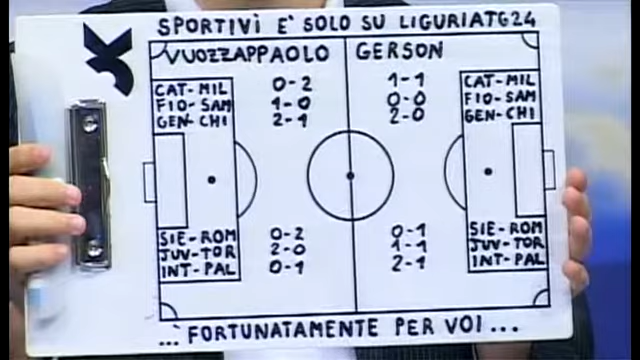 SPORTIVÌ E' SOLO SU LIGURIATG24
VUOZZAPPAOLO GERSON
CAT-MIL 0-2 1-1 CAT-MIL
FIO-SAM 1-0 0-0 FIO-SAM
GEN-CHI 2-1 2-0 GEN-CHI
SIE-ROM 0-2 0-1 SIE-ROM
JUV-TOR 2-0 1-1 JUV-TOR
INT-PAL 0-1 2-1 INT-PAL
... FORTUNATAMENTE PER VOI ...